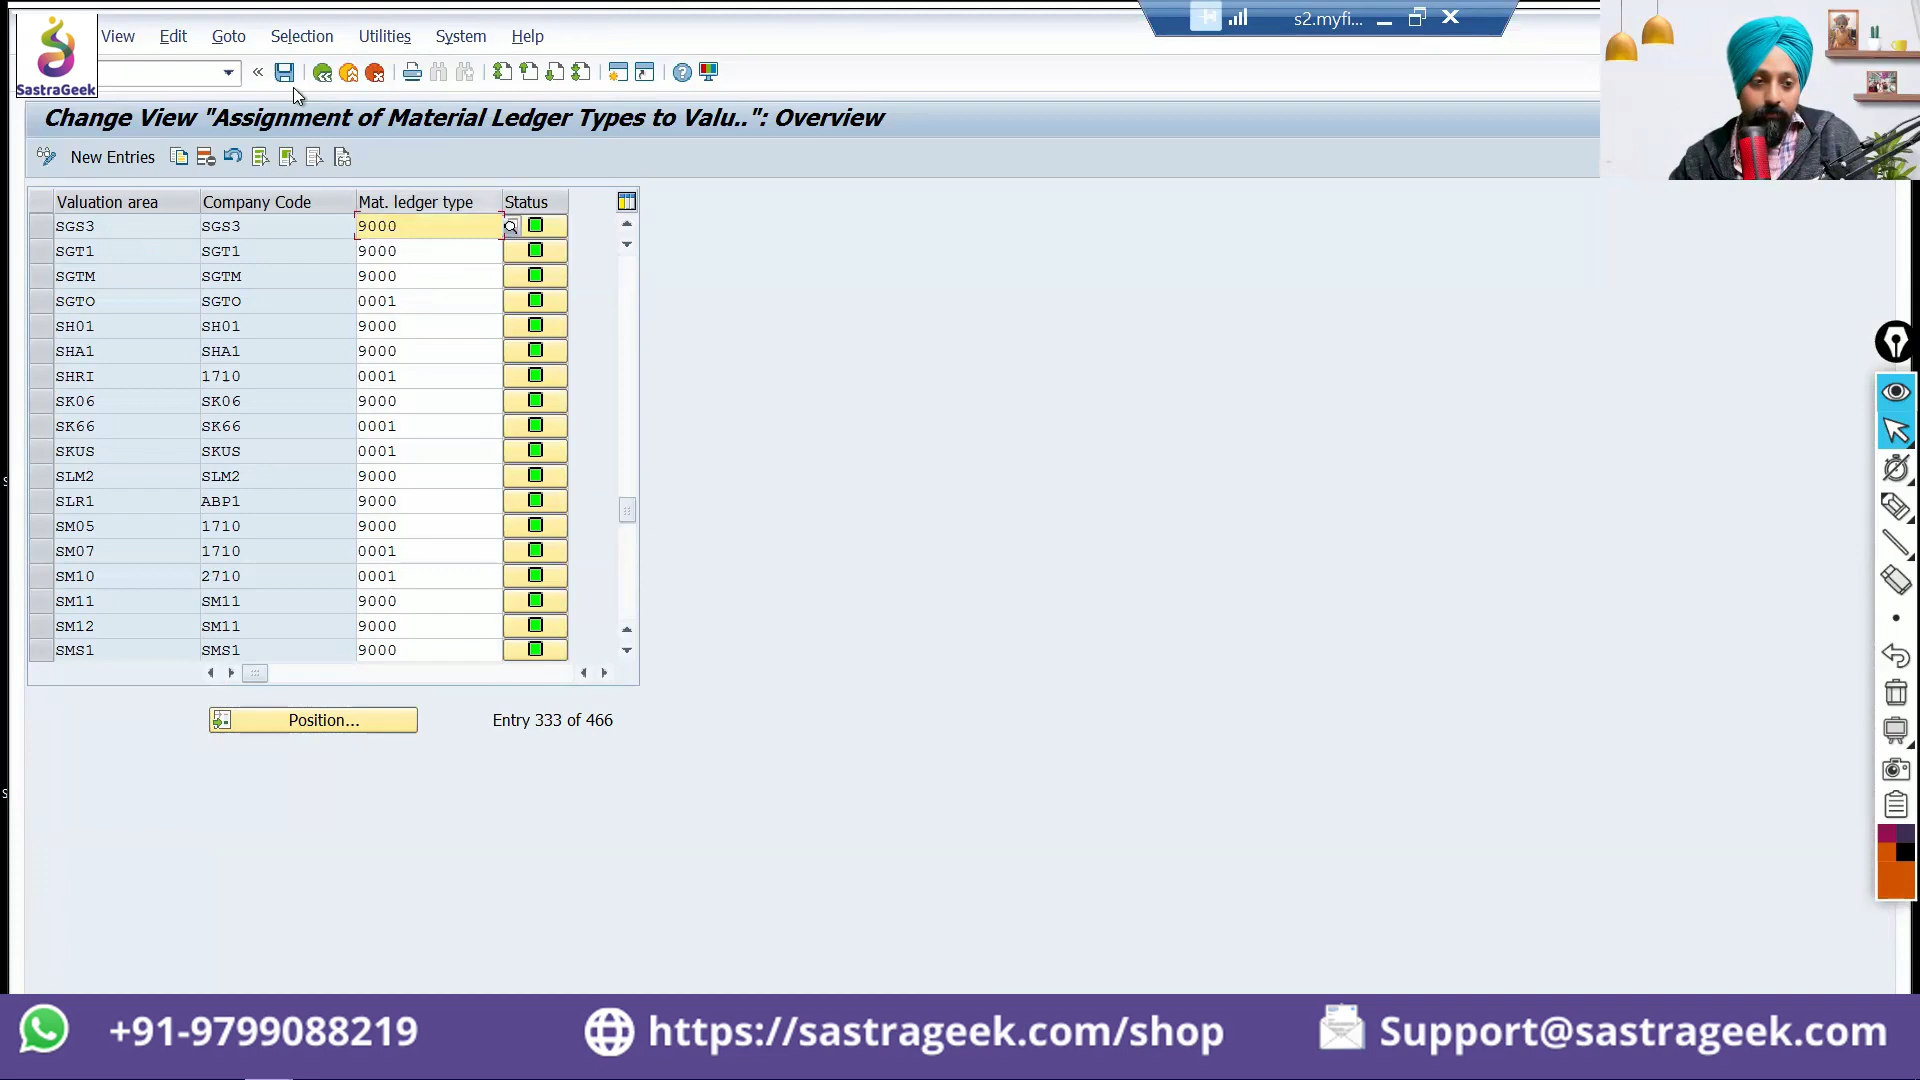 View Edit Goto Selection Utilities System Help
s2.myfi...
SastraGeek
Change View "Assignment of Material Ledger Types to Valu..": Overview
New Entries
Valuation area Company Code Mat. ledger type Status
SGS3 SGS3 9000
SGT1 SGT1 9000
SGTM SGTM 9000
SGTO SGTO 0001
SH01 SH01 9000
SHA1 SHA1 9000
SHRI 1710 0001
SK06 SK06 9000
SK66 SK66 0001
SKUS SKUS 0001
SLM2 SLM2 9000
SLR1 ABP1 9000
SM05 1710 9000
SM07 1710 0001
SM10 2710 0001
SM11 SM11 9000
SM12 SM11 9000
SMS1 SMS1 9000
Position... Entry 333 of 466
+91-9799088219 https://sastrageek.com/shop Support@sastrageek.com